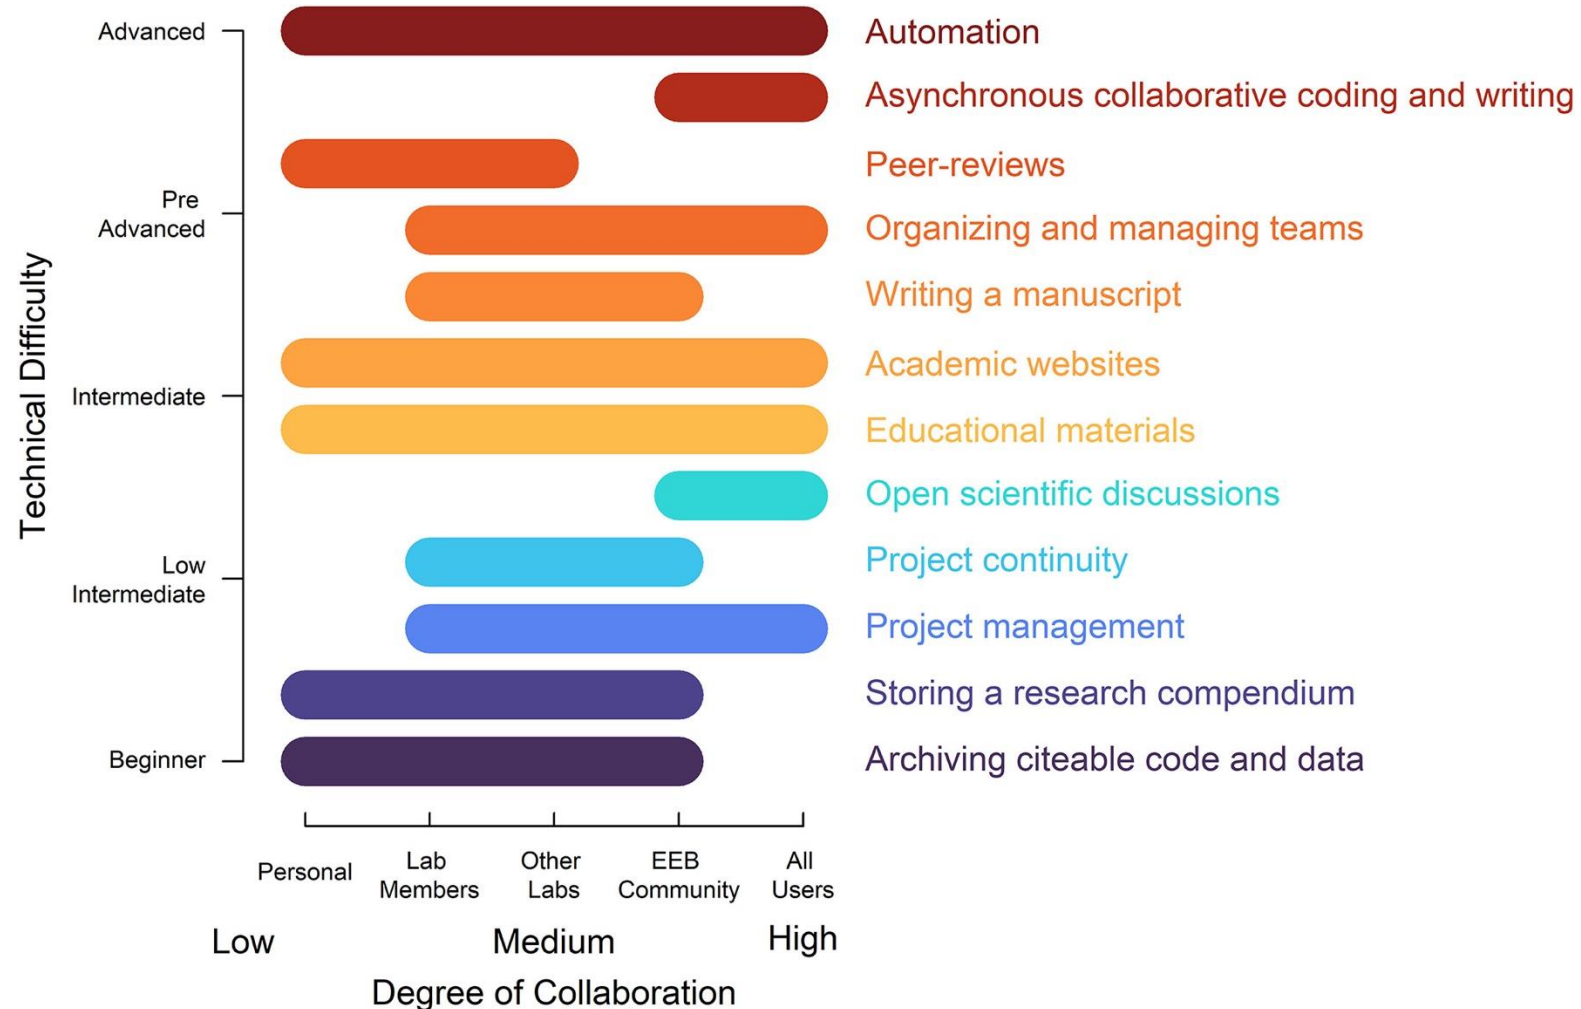 Technical Difficulty
Advanced
Pre
Advanced
Intermediate
Low
Intermediate
Beginner
Automation
Asynchronous collaborative coding and writing
Peer-reviews
Organizing and managing teams
Writing a manuscript
Academic websites
Educational materials
Open scientific discussions
Project continuity
Project management
Storing a research compendium
Archiving citeable code and data
Personal
Lab
Members
Other
Labs
EEB
Community
All
Users
Low
Medium
High
Degree of Collaboration